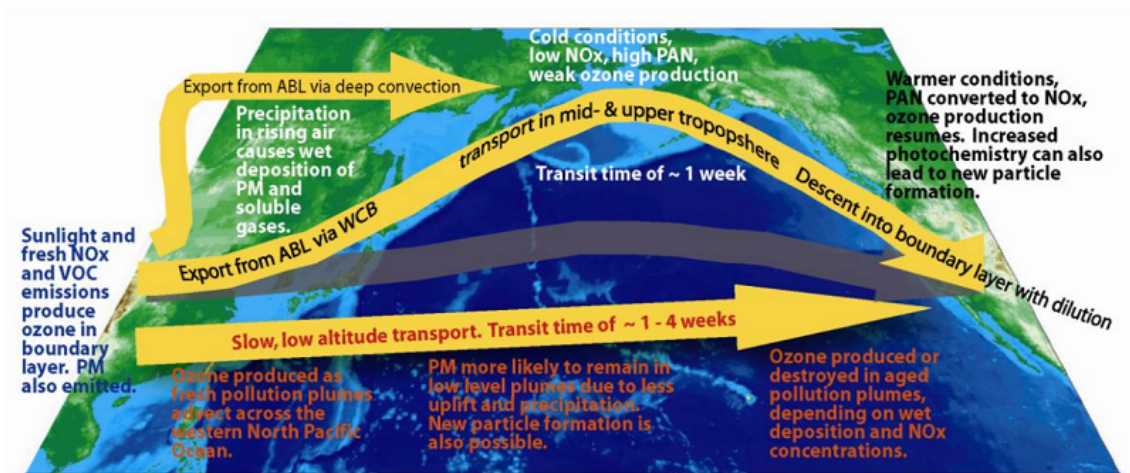 Cold conditions,
low NOx, high PAN,
weak ozone production
Export from ABL via deep convection
Warmer conditions,
PAN converted to NOx,
ozone production
resumes. Increased
photochemistry can also
lead to new particle
formation.
Precipitation
in rising air
causes wet
deposition of
PM and
soluble
gases.
transport in mid- & upper tropopshere
Transit time of ~ 1 week
Descent into boundary layer with dilution
Export from ABL via WCB
Sunlight and
fresh NOx
and VOC
emissions
produce
ozone in
boundary
layer. PM
also emitted.
Slow, low altitude transport. Transit time of ~ 1 - 4 weeks
Ozone produced as
fresh pollution plumes
advect across the
western North Pacific
Ocean.
PM more likely to remain in
low level plumes due to less
uplift and precipitation.
New particle formation is
also possible.
Ozone produced or
destroyed in aged
pollution plumes,
depending on wet
deposition and NOx
concentrations.